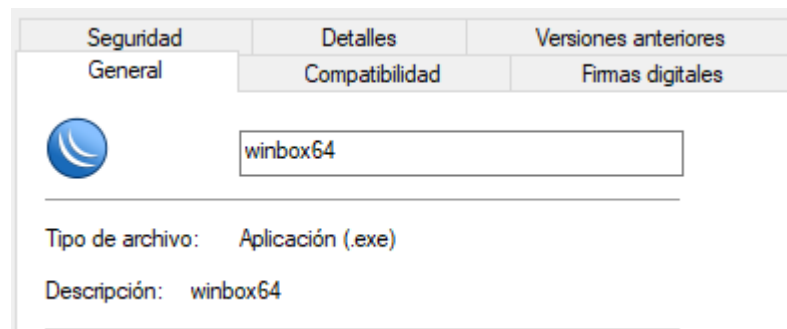 Seguridad Detalles Versiones anteriores
General Compatibilidad Firmas digitales
winbox64
Tipo de archivo: Aplicación (.exe)
Descripción: winbox64